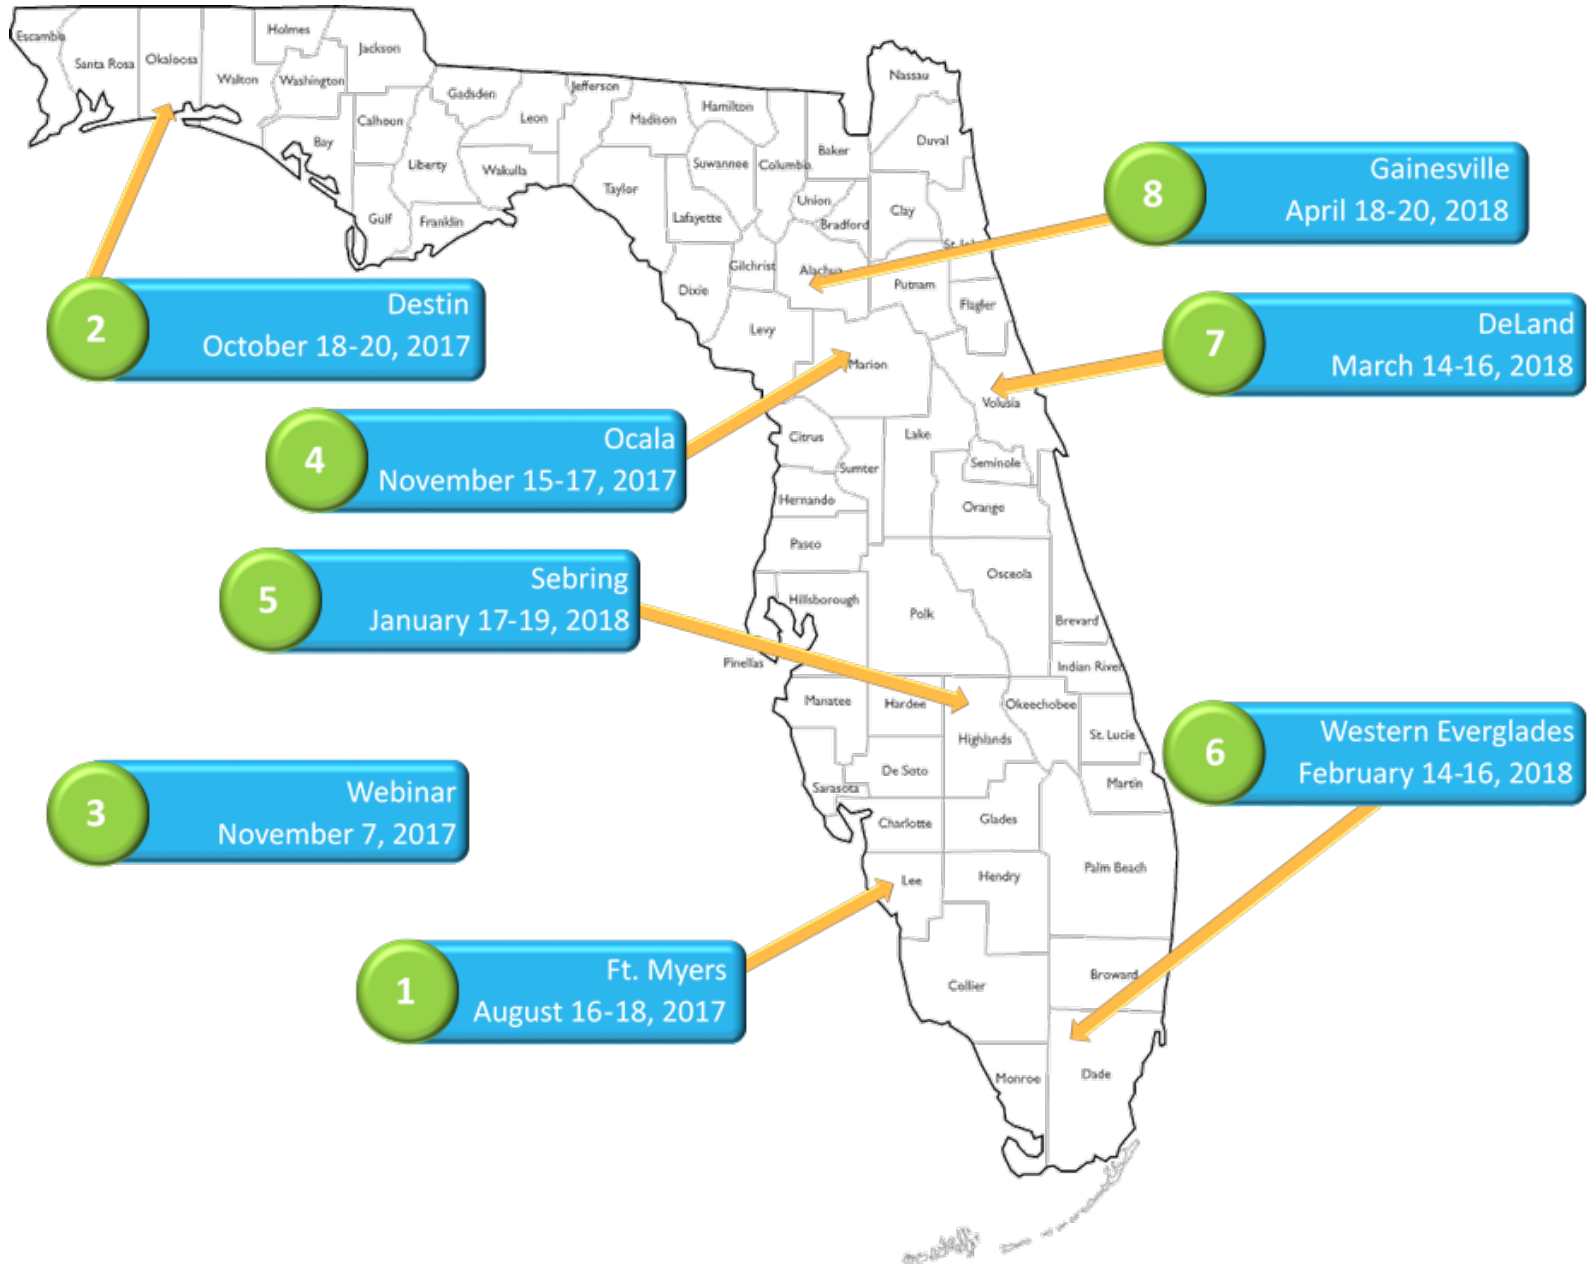 Escambia
Santa Rosa
Okaloosa
Walton
Holmes
Washington
Jackson
Bay
Calhoun
Gulf
Gadsden
Liberty
Franklin
Leon
Wakulla
Jefferson
Madison
Taylor
Hamilton
Suwannee
Lafayette
Columbia
Baker
Nassau
Duval
Union
Bradford
Clay
Gilchrist
Alachua
Putnam
Dixie
Levy
Flagler
Marion
Volusia
Citrus
Lake
Sumter
Seminole
Hernando
Orange
Pasco
Osceola
Hillsborough
Polk
Brevard
Pinellas
Indian River
Manatee
Hardee
Okeechobee
Highlands
St. Lucie
De Soto
Sarasota
Martin
Charlotte
Glades
Lee
Hendry
Palm Beach
Collier
Broward
Monroe
Dade
8
Gainesville
April 18-20, 2018
2
Destin
October 18-20, 2017
7
DeLand
March 14-16, 2018
4
Ocala
November 15-17, 2017
5
Sebring
January 17-19, 2018
6
Western Everglades
February 14-16, 2018
3
Webinar
November 7, 2017
1
Ft. Myers
August 16-18, 2017